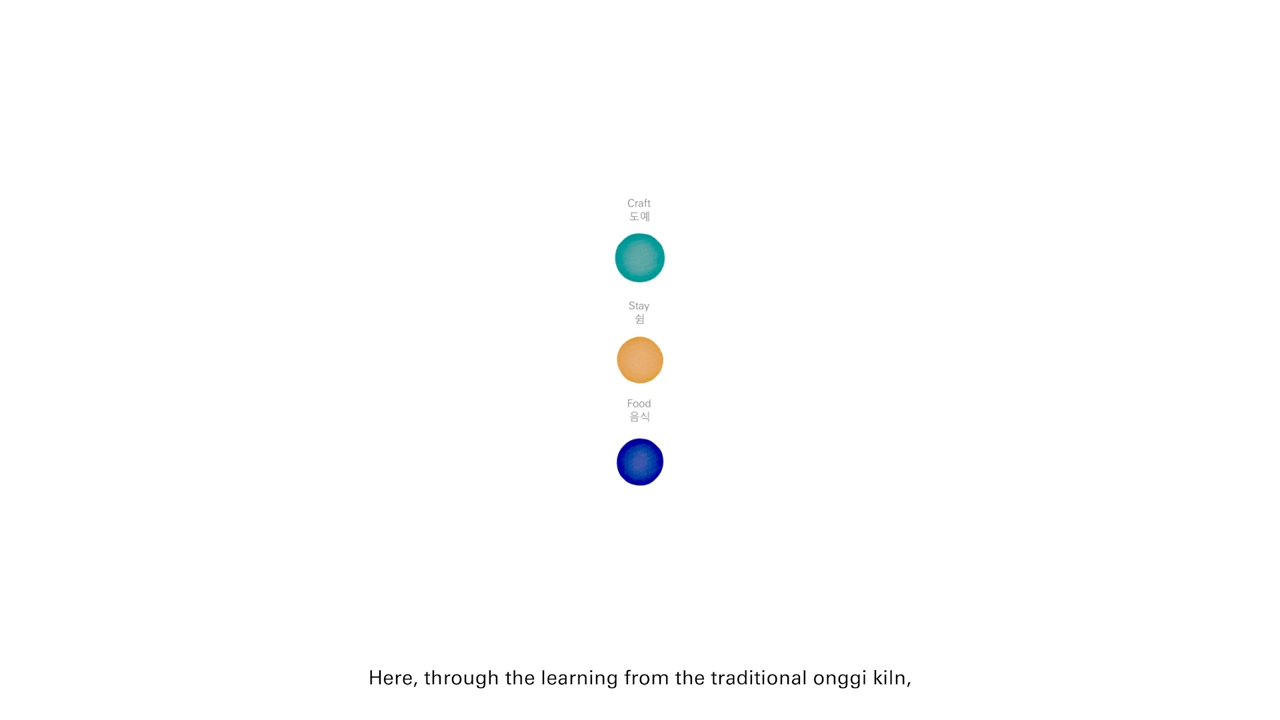 Craft
도예
Stay
쉼
Food
음식
Here, through the learning from the traditional onggi kiln,